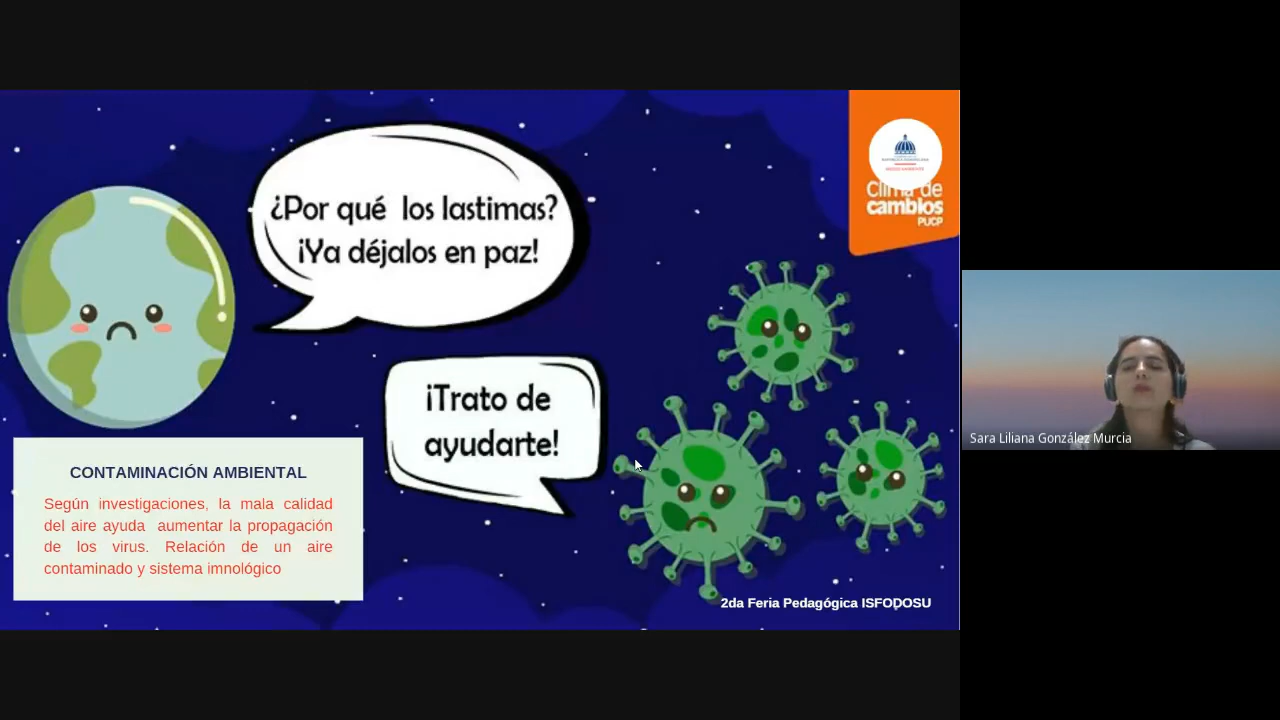 ¿Por qué los lastimas?
¡Ya déjalos en paz!
Clima de
cambios
PUCP
¡Trato de
ayudarte!
CONTAMINACIÓN AMBIENTAL
Según investigaciones, la mala calidad
del aire ayuda aumentar la propagación
de los virus. Relación de un aire
contaminado y sistema imnológico
2da Feria Pedagógica ISFODOSU
Sara Liliana González Murcia